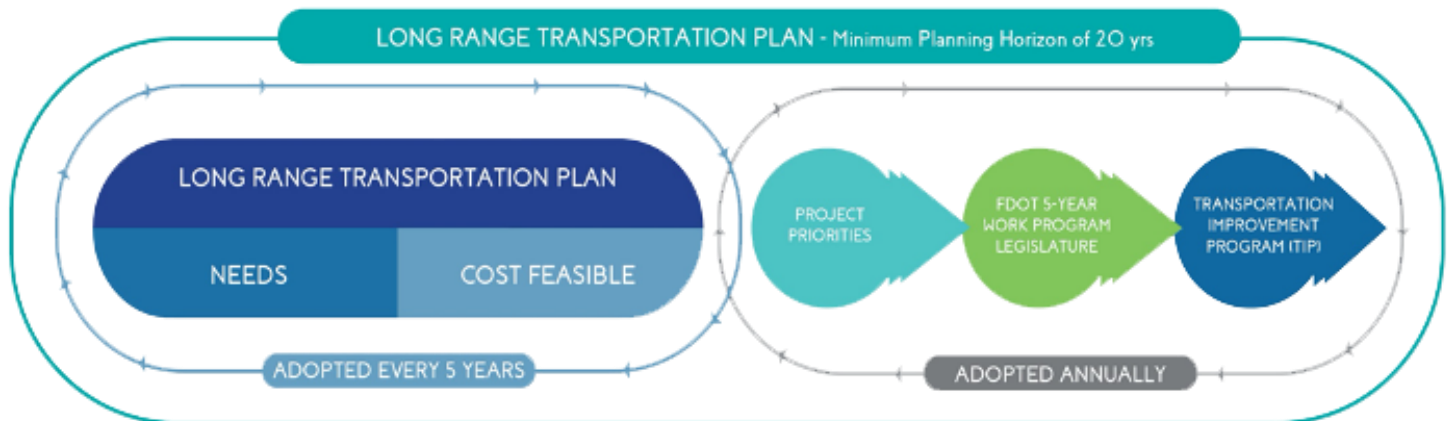 LONG RANGE TRANSPORTATION PLAN - Minimum Planning Horizon of 20 yrs
LONG RANGE TRANSPORTATION PLAN
NEEDS
COST FEASIBLE
ADOPTED EVERY 5 YEARS
PROJECT
PRIORITIES
FDOT 5-YEAR
WORK PROGRAM
LEGISLATURE
TRANSPORTATION
IMPROVEMENT
PROGRAM (TIP)
ADOPTED ANNUALLY